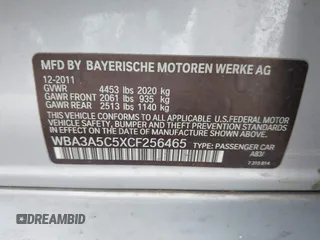 MFD BY BAYERISCHE MOTOREN WERKE AG
12-2011
GVWR 4453 lbs 2020 kg
GAWR FRONT 2061 lbs 935 kg
GAWR REAR 2513 lbs 1140 kg
THIS VEHICLE CONFORMS TO ALL APPLICABLE U.S. FEDERAL MOTOR
VEHICLE SAFETY, BUMPER, AND THEFT PREVENTION STANDARDS IN
EFFECT ON THE DATE OF MANUFACTURE SHOWN ABOVE.
WBA3A5C5XCF256465 TYPE: PASSENGER CAR
A83/
DREAMBID